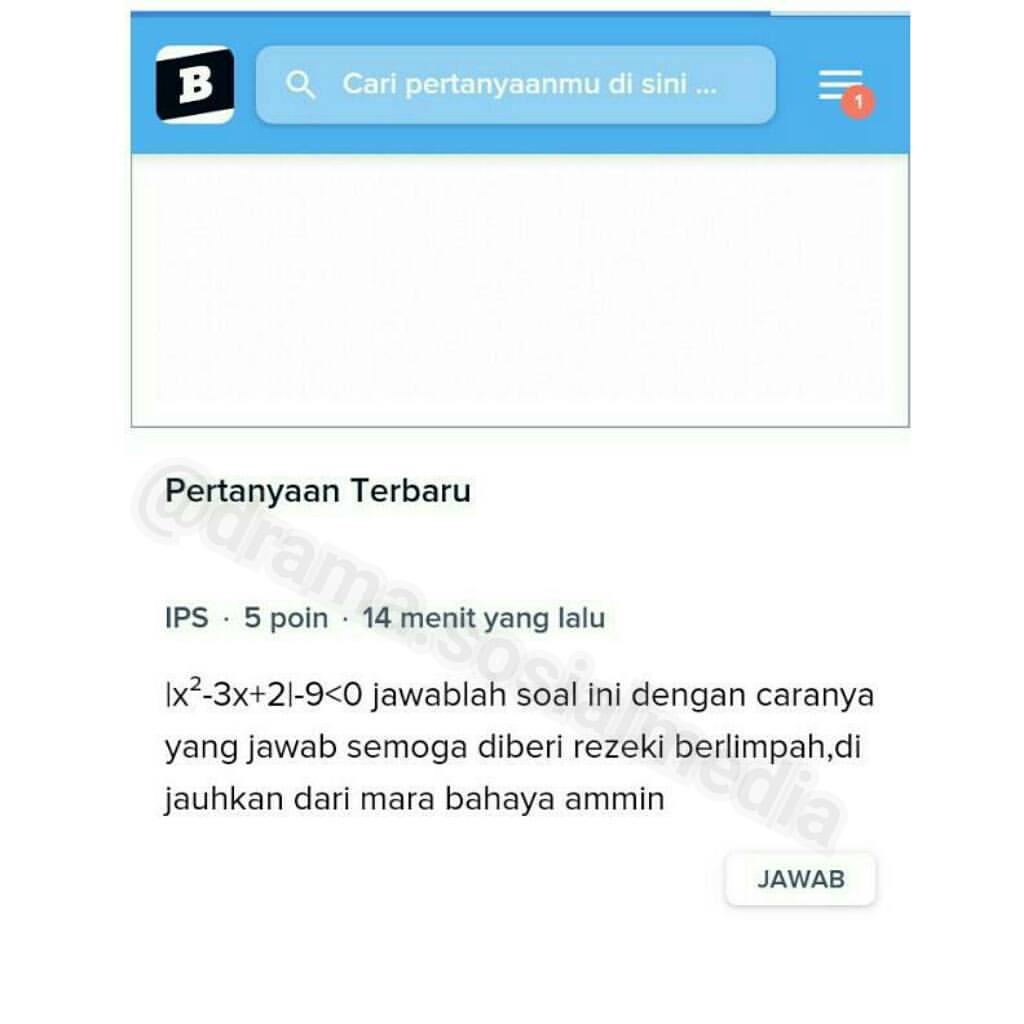 B
Cari pertanyaanmu di sini ...
1
Pertanyaan Terbaru
@drama.sosialmedia
IPS · 5 poin · 14 menit yang lalu
|x²-3x+2|-9<0 jawablah soal ini dengan caranya
yang jawab semoga diberi rezeki berlimpah,di
jauhkan dari mara bahaya ammin
JAWAB